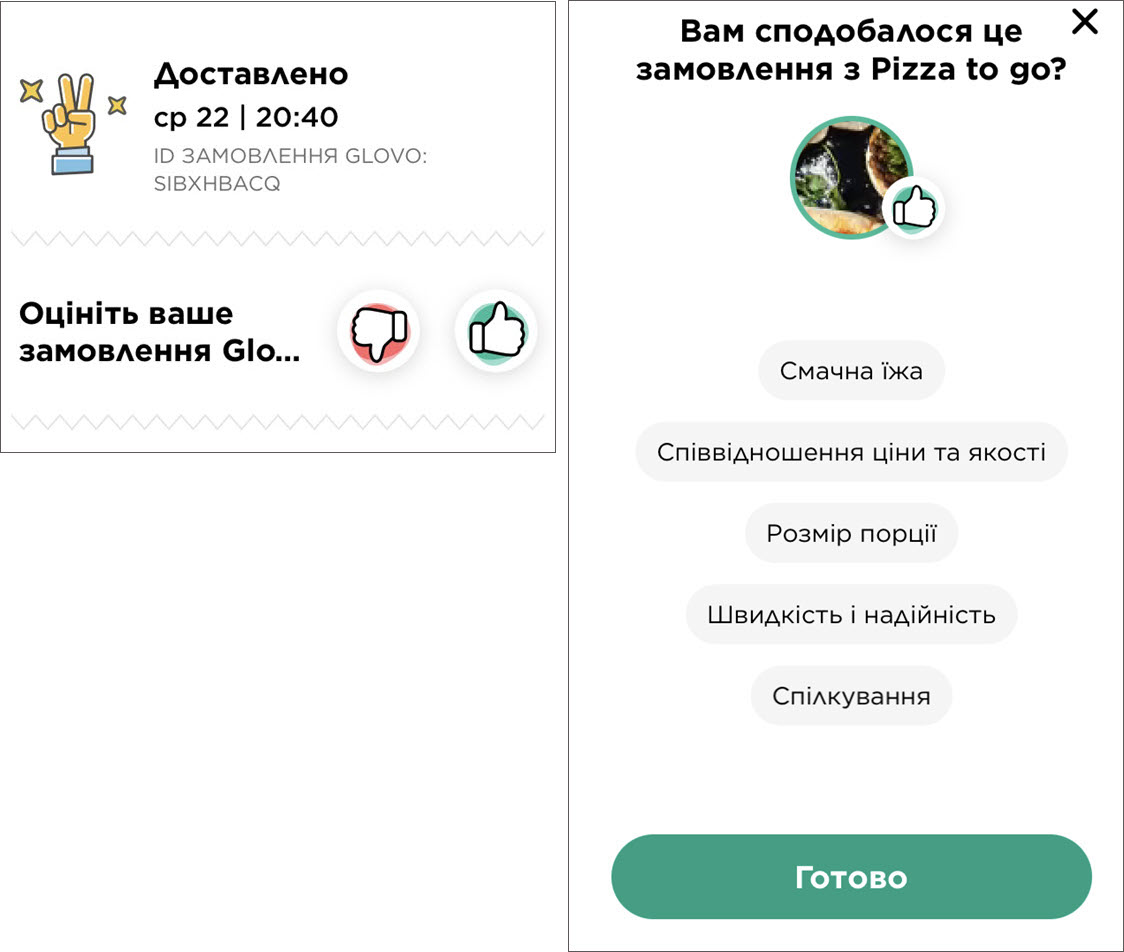 Доставлено
ср 22 | 20:40
ID ЗАМОВЛЕННЯ GLOVO:
SIBXHBACQ
Оцініть ваше
замовлення Glo...
Вам сподобалося це
замовлення з Pizza to go?
Смачна їжа
Співвідношення ціни та якості
Розмір порції
Швидкість і надійність
Спілкування
Готово